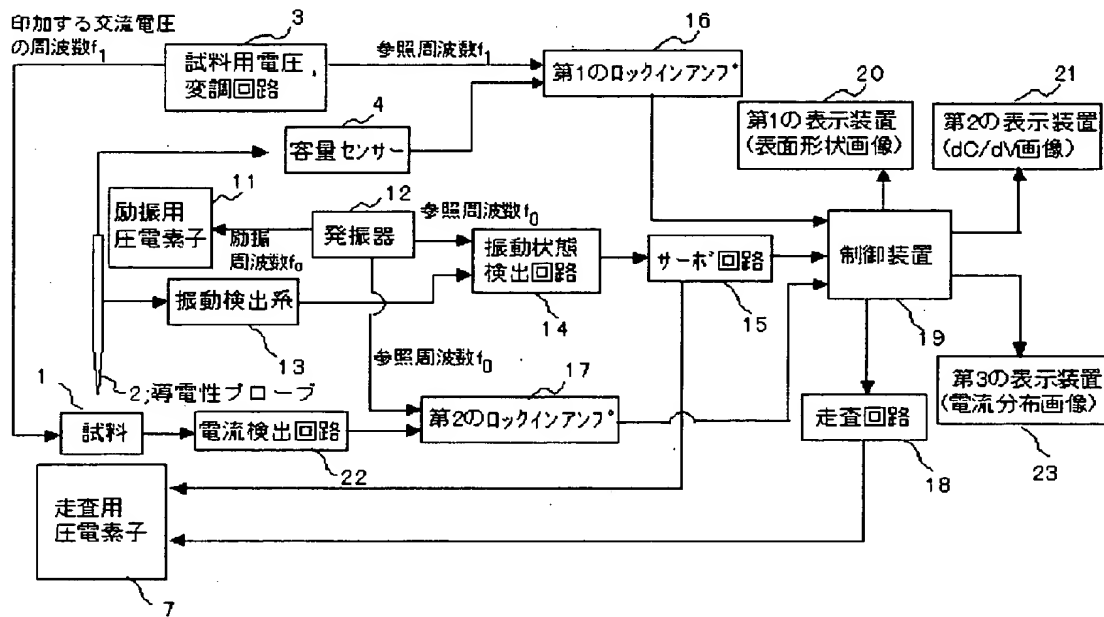 印加する交流電圧
の周波数f₁
3
試料用電圧
変調回路
参照周波数f₁
16
第1のロックインアンプ
4
容量センサー
20
第1の表示装置
(表面形状画像)
21
第2の表示装置
(dC/dV画像)
11
励振用
圧電素子
励振
周波数f₀
12
発振器
参照周波数f₀
振動状態
検出回路
14
サーボ回路
15
制御装置
19
振動検出系
13
参照周波数f₀
2;導電性プローブ
1
試料
電流検出回路
22
17
第2のロックインアンプ
走査回路
18
第3の表示装置
(電流分布画像)
23
走査用
圧電素子
7